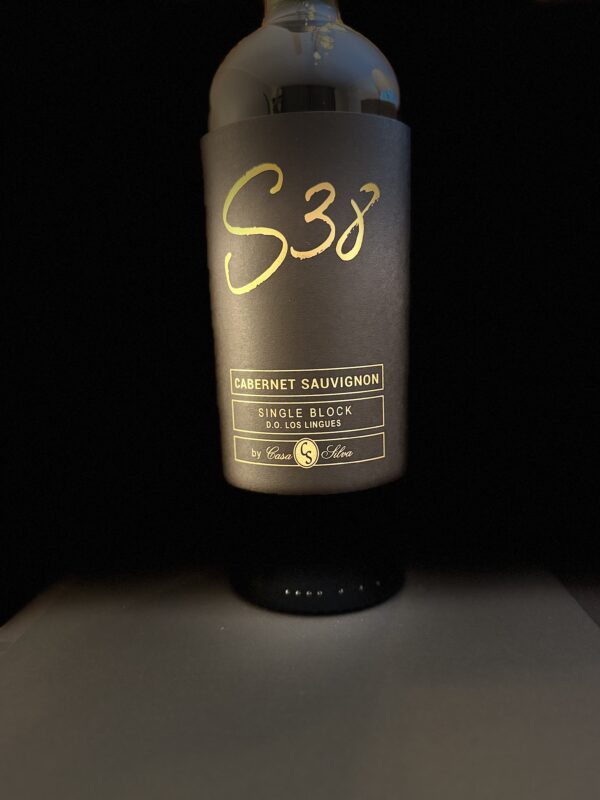 S38
CABERNET SAUVIGNON
SINGLE BLOCK
D.O. LOS LINGUES
by Casa CS Silva